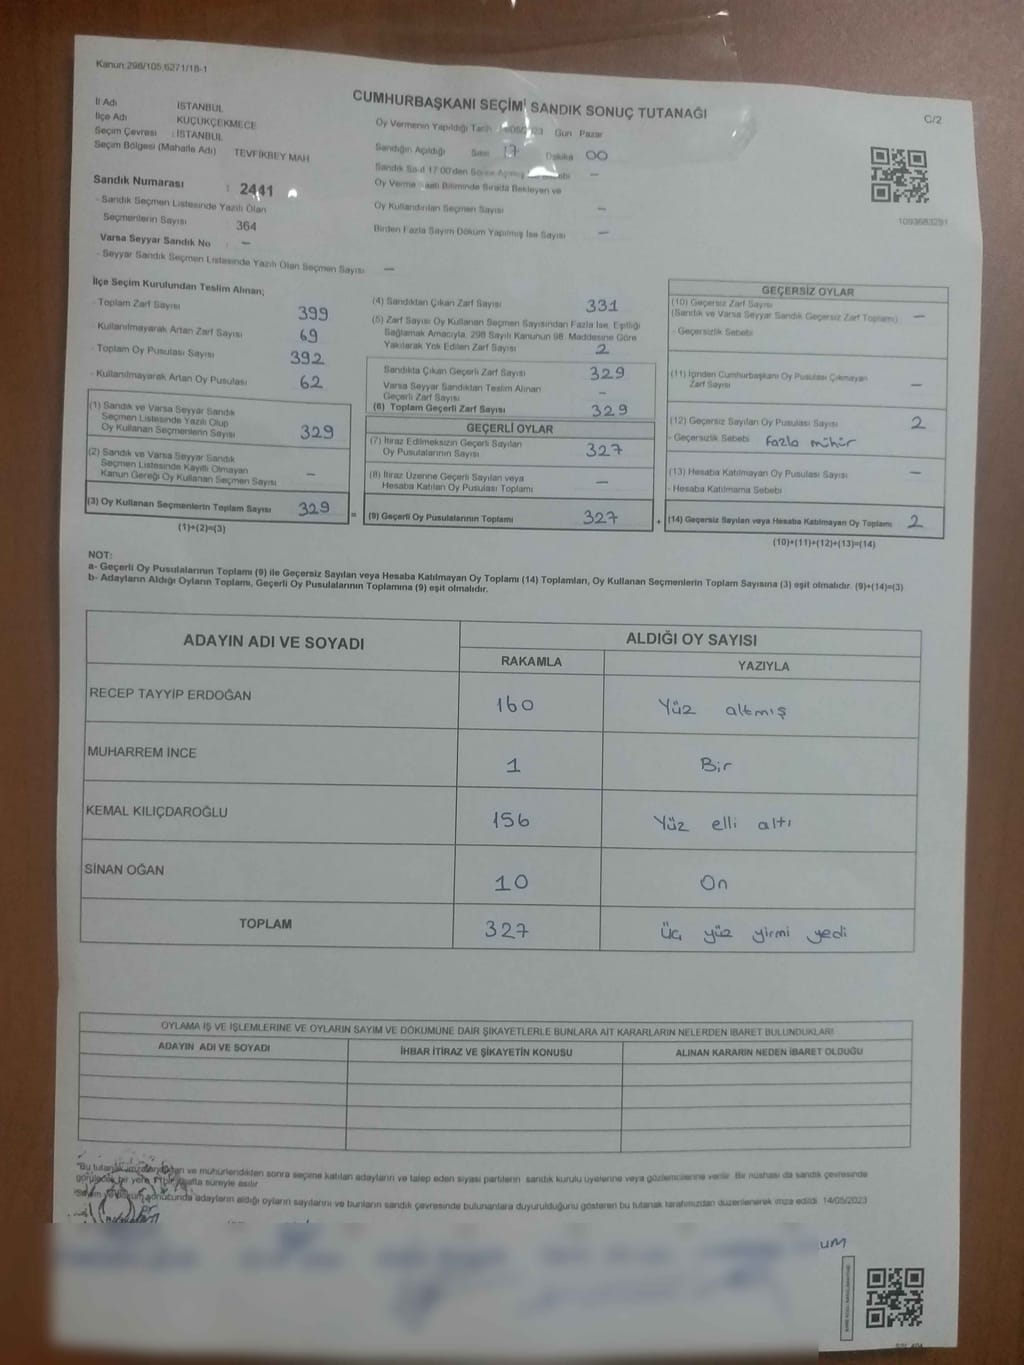 Kanun:298/105,6271/18-1
CUMHURBAŞKANI SEÇİMİ SANDIK SONUÇ TUTANAĞI
C/2
İl Adı İSTANBUL
İlçe Adı KÜÇÜKÇEKMECE
Seçim Çevresi : İSTANBUL
Seçim Bölgesi (Mahalle Adı) TEVFİKBEY MAH
Sandık Numarası : 2441
- Sandık Seçmen Listesinde Yazılı Olan
Seçmenlerin Sayısı 364
Varsa Seyyar Sandık No : –
- Seyyar Sandık Seçmen Listesinde Yazılı Olan Seçmen Sayısı –
Oy Vermenin Yapıldığı Tarih Gün Pazar
Sandığın Açıldığı Saat 17 Dakika 00
Sandık Saat 17:00'den Sonra –
Oy Verme Saati Bitiminde Sırada Bekleyen ve
Oy Kullandırılan Seçmen Sayısı –
Birden Fazla Sayım Döküm Yapılmış İse Sayısı –
1093683291
İlçe Seçim Kurulundan Teslim Alınan;
- Toplam Zarf Sayısı 399
- Kullanılmayarak Artan Zarf Sayısı 69
- Toplam Oy Pusulası Sayısı 392
- Kullanılmayarak Artan Oy Pusulası 62
(1) Sandık ve Varsa Seyyar Sandık
Seçmen Listesinde Yazılı Olup
Oy Kullanan Seçmenlerin Sayısı 329
(2) Sandık ve Varsa Seyyar Sandık
Seçmen Listesinde Kayıtlı Olmayan
Kanun Gereği Oy Kullanan Seçmen Sayısı –
(3) Oy Kullanan Seçmenlerin Toplam Sayısı 329 =
(1)+(2)=(3)
(4) Sandıktan Çıkan Zarf Sayısı 331
(5) Zarf Sayısı Oy Kullanan Seçmen Sayısından Fazla İse, Eşitliği
Sağlamak Amacıyla, 298 Sayılı Kanunun 98. Maddesine Göre
Yakılarak Yok Edilen Zarf Sayısı 2
Sandıkta Çıkan Geçerli Zarf Sayısı 329
Varsa Seyyar Sandıktan Teslim Alınan
Geçerli Zarf Sayısı –
(6) Toplam Geçerli Zarf Sayısı 329
GEÇERLİ OYLAR
(7) İtiraz Edilmeksizin Geçerli Sayılan
Oy Pusulalarının Sayısı 327
(8) İtiraz Üzerine Geçerli Sayılan veya
Hesaba Katılan Oy Pusulası Toplamı –
(9) Geçerli Oy Pusulalarının Toplamı 327 +
GEÇERSİZ OYLAR
(10) Geçersiz Zarf Sayısı
(Sandık ve Varsa Seyyar Sandık Geçersiz Zarf Toplamı) –
- Geçersizlik Sebebi
(11) İçinden Cumhurbaşkanı Oy Pusulası Çıkmayan
Zarf Sayısı –
(12) Geçersiz Sayılan Oy Pusulası Sayısı 2
- Geçersizlik Sebebi Fazla mühür
(13) Hesaba Katılmayan Oy Pusulası Sayısı –
- Hesaba Katılmama Sebebi
(14) Geçersiz Sayılan veya Hesaba Katılmayan Oy Toplamı 2
(10)+(11)+(12)+(13)=(14)
NOT:
a- Geçerli Oy Pusulalarının Toplamı (9) ile Geçersiz Sayılan veya Hesaba Katılmayan Oy Toplamı (14) Toplamları, Oy Kullanan Seçmenlerin Toplam Sayısına (3) eşit olmalıdır. (9)+(14)=(3)
b- Adayların Aldığı Oyların Toplamı, Geçerli Oy Pusulalarının Toplamına (9) eşit olmalıdır.
ADAYIN ADI VE SOYADI ALDIĞI OY SAYISI
RAKAMLA YAZIYLA
RECEP TAYYİP ERDOĞAN 160 Yüz altmış
MUHARREM İNCE 1 Bir
KEMAL KILIÇDAROĞLU 156 Yüz elli altı
SİNAN OĞAN 10 On
TOPLAM 327 Üç yüz yirmi yedi
OYLAMA İŞ VE İŞLEMLERİNE VE OYLARIN SAYIM VE DÖKÜMÜNE DAİR ŞİKAYETLERLE BUNLARA AİT KARARLARIN NELERDEN İBARET BULUNDUKLARI
ADAYIN ADI VE SOYADI İHBAR İTİRAZ VE ŞİKAYETİN KONUSU ALINAN KARARIN NEDEN İBARET OLDUĞU
"Bu tutanak ve mühürlendikten sonra seçime katılan adayların ve talep eden siyasi partilerin sandık kurulu üyelerine veya gözlemcilerine verilir. Bir nüshası da sandık çevresinde
görülecek bir yere 1 bir hafta süreyle asılır
sonucunda adayların aldığı oyların sayılarını ve bunların sandık çevresinde bulunanlara duyurulduğunu gösteren bu tutanak tarafımızdan düzenlenerek imza edildi. 14/05/2023